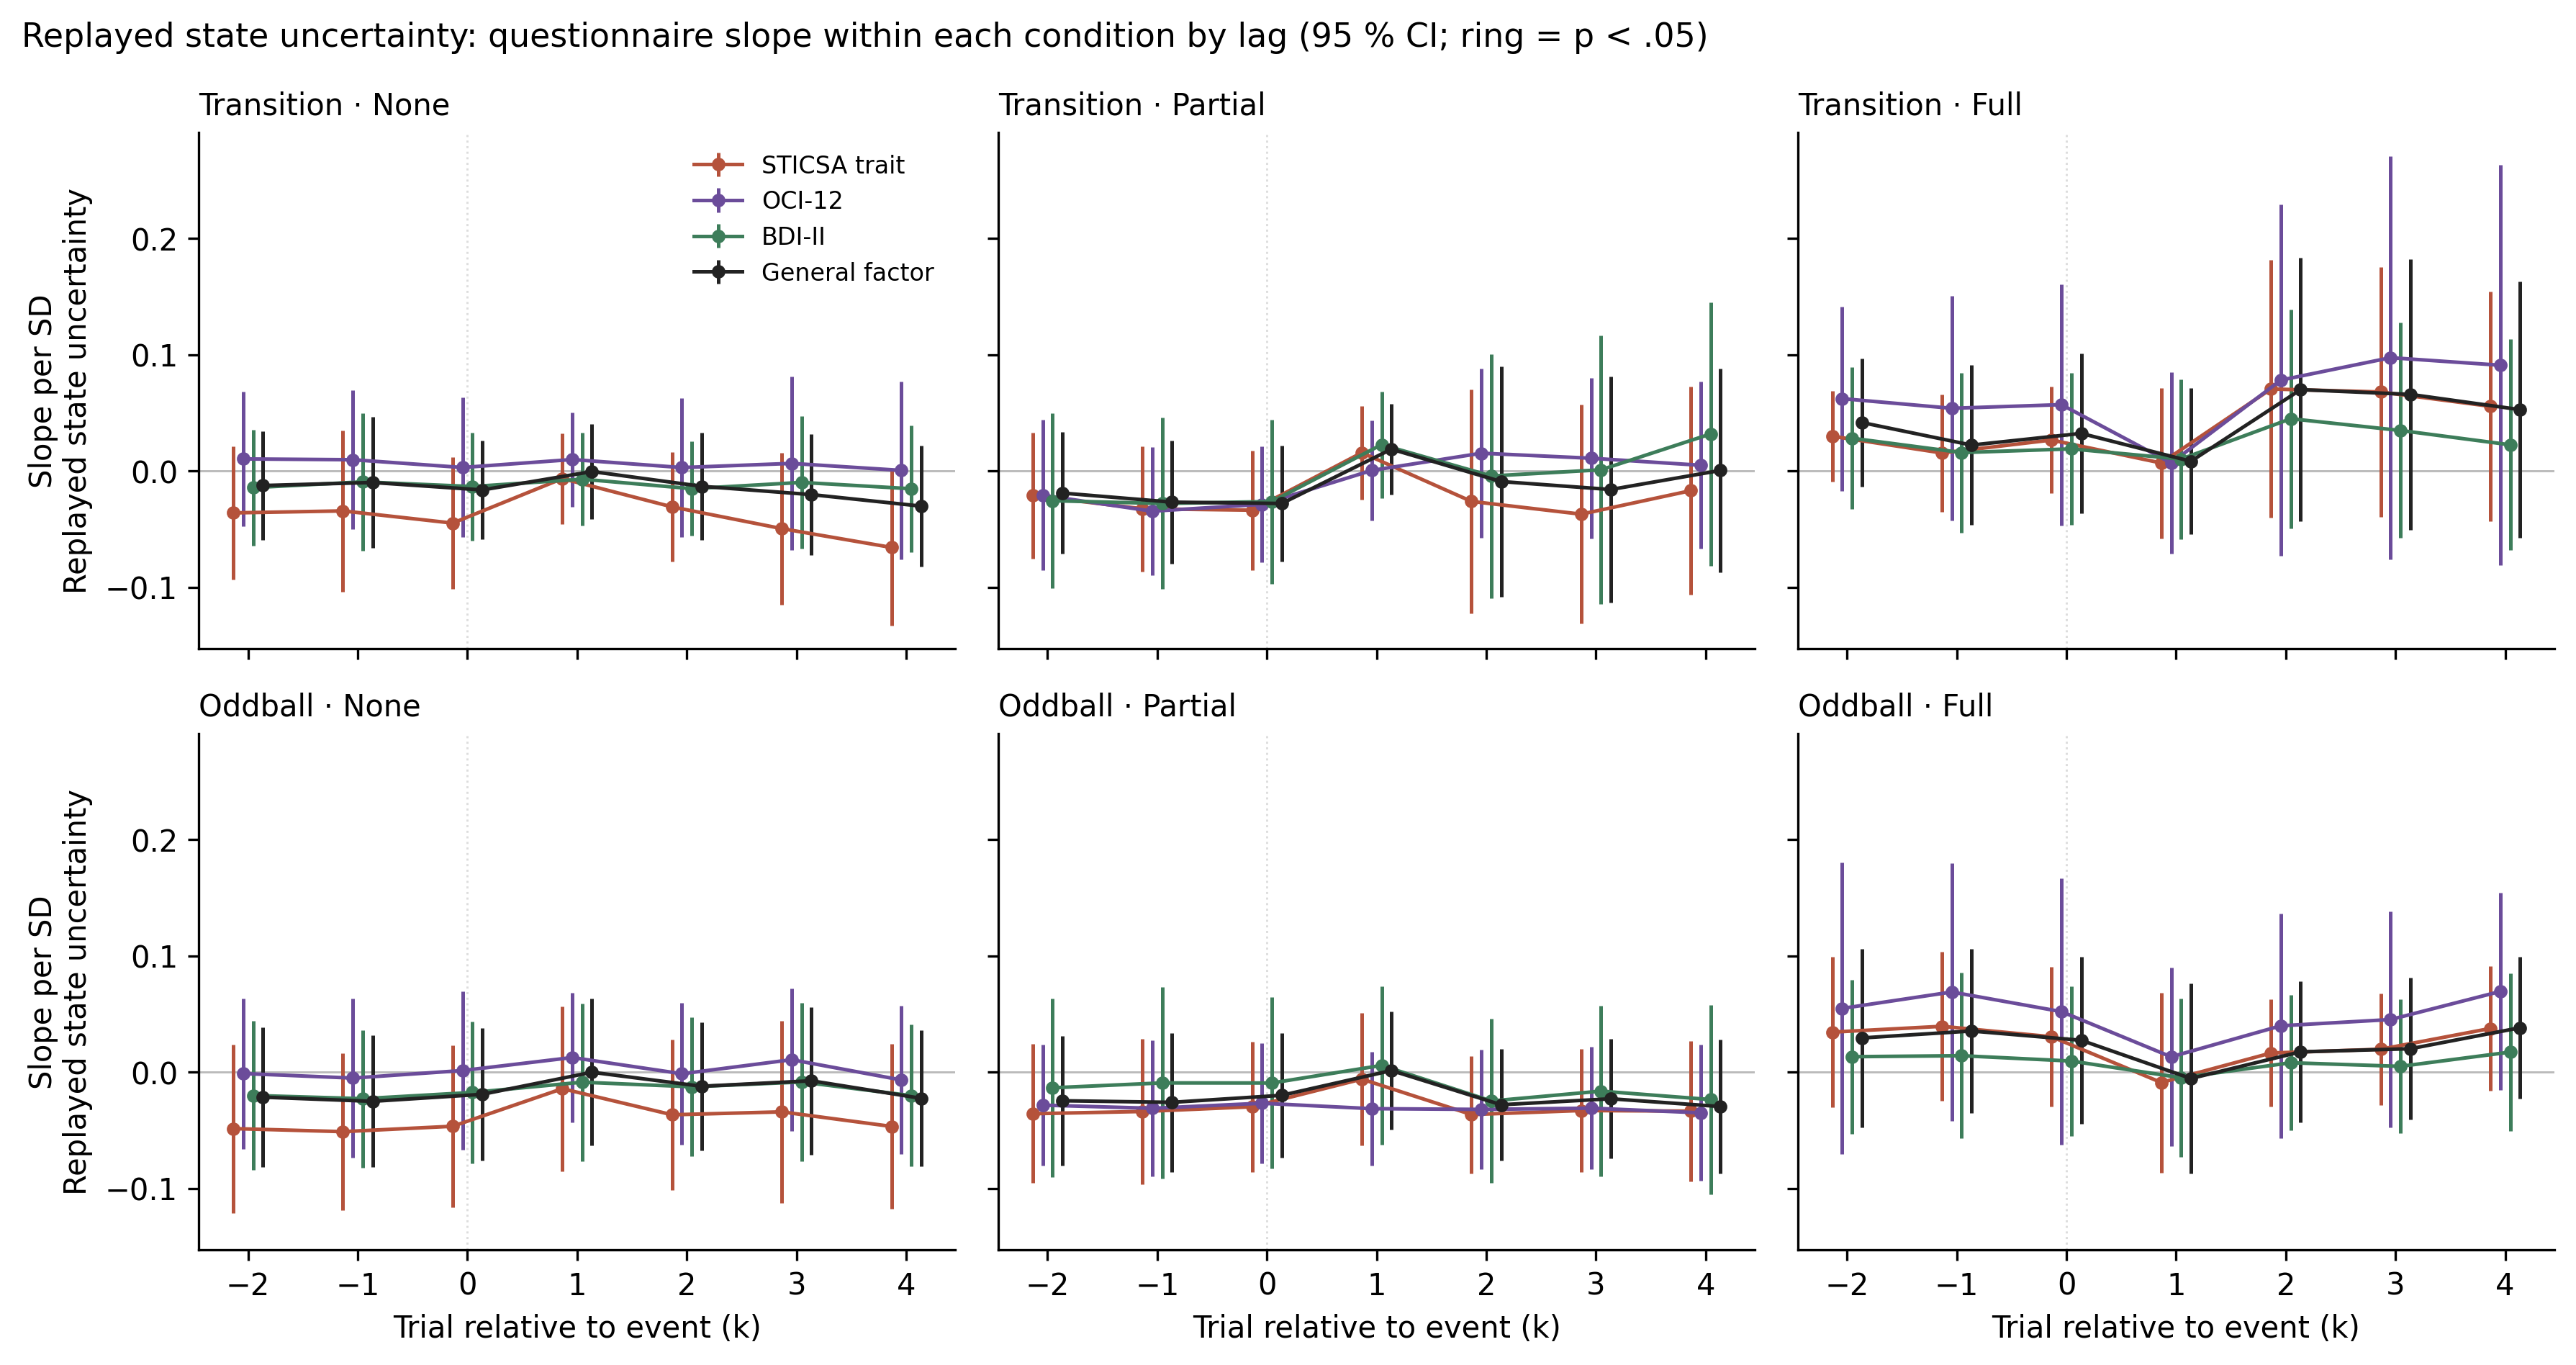 Replayed state uncertainty: questionnaire slope within each condition by lag (95 % CI; ring = p < .05)
Transition · None
Transition · Partial
Transition · Full
STICSA trait
OCI-12
BDI-II
General factor
Slope per SD
Replayed state uncertainty
0.2
0.1
0.0
−0.1
Oddball · None
Oddball · Partial
Oddball · Full
Slope per SD
Replayed state uncertainty
0.2
0.1
0.0
−0.1
−2 −1 0 1 2 3 4
−2 −1 0 1 2 3 4
−2 −1 0 1 2 3 4
Trial relative to event (k)
Trial relative to event (k)
Trial relative to event (k)